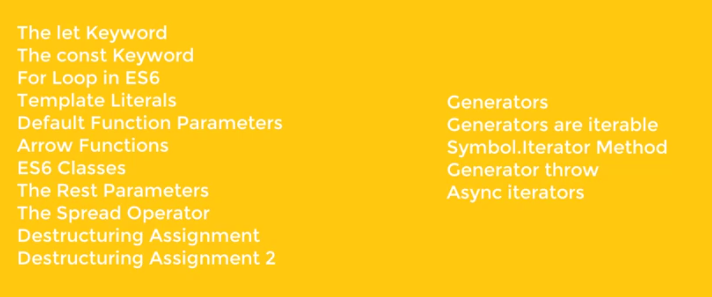 The let Keyword
The const Keyword
For Loop in ES6
Template Literals
Default Function Parameters
Arrow Functions
ES6 Classes
The Rest Parameters
The Spread Operator
Destructuring Assignment
Destructuring Assignment 2
Generators
Generators are iterable
Symbol.Iterator Method
Generator throw
Async iterators